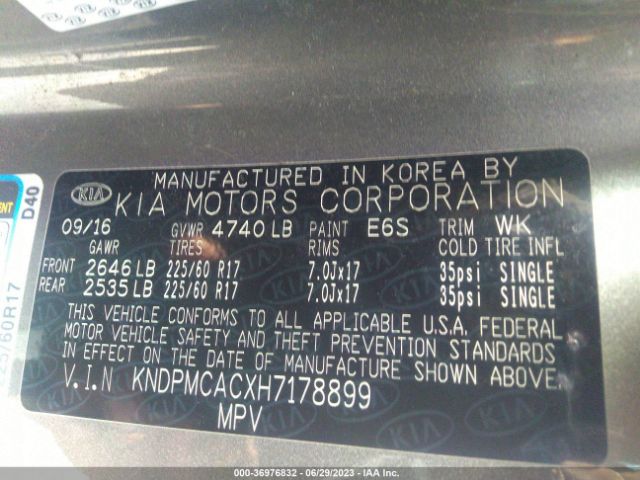 MANUFACTURED IN KOREA BY
KIA KIA MOTORS CORPORATION
09/16 GVWR 4740 LB PAINT E6S TRIM WK
GAWR TIRES RIMS COLD TIRE INFL
FRONT 2646 LB 225/60 R17 7.0Jx17 35psi SINGLE
REAR 2535 LB 225/60 R17 7.0Jx17 35psi SINGLE
THIS VEHICLE CONFORMS TO ALL APPLICABLE U.S.A. FEDERAL
MOTOR VEHICLE SAFETY AND THEFT PREVENTION STANDARDS
IN EFFECT ON THE DATE OF MANUFACTURE SHOWN ABOVE.
V.I.N KNDPMCACXH7178899
MPV
D40
225/60R17
000-36976832 / 06/29/2023 / IAA Inc.